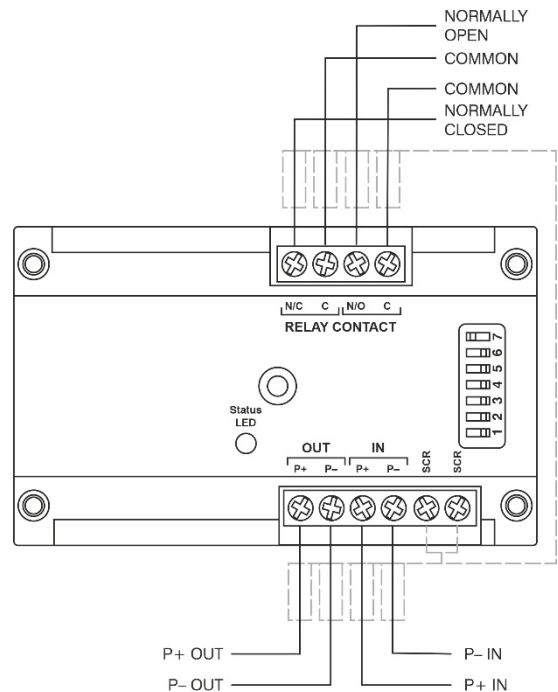 NORMALLY
OPEN
COMMON
COMMON
NORMALLY
CLOSED
N/C C N/O C
RELAY CONTACT
7
6
5
4
3
2
1
Status
LED
OUT IN
P+ P– P+ P– SCR SCR
P+ OUT P– IN
P– OUT P+ IN